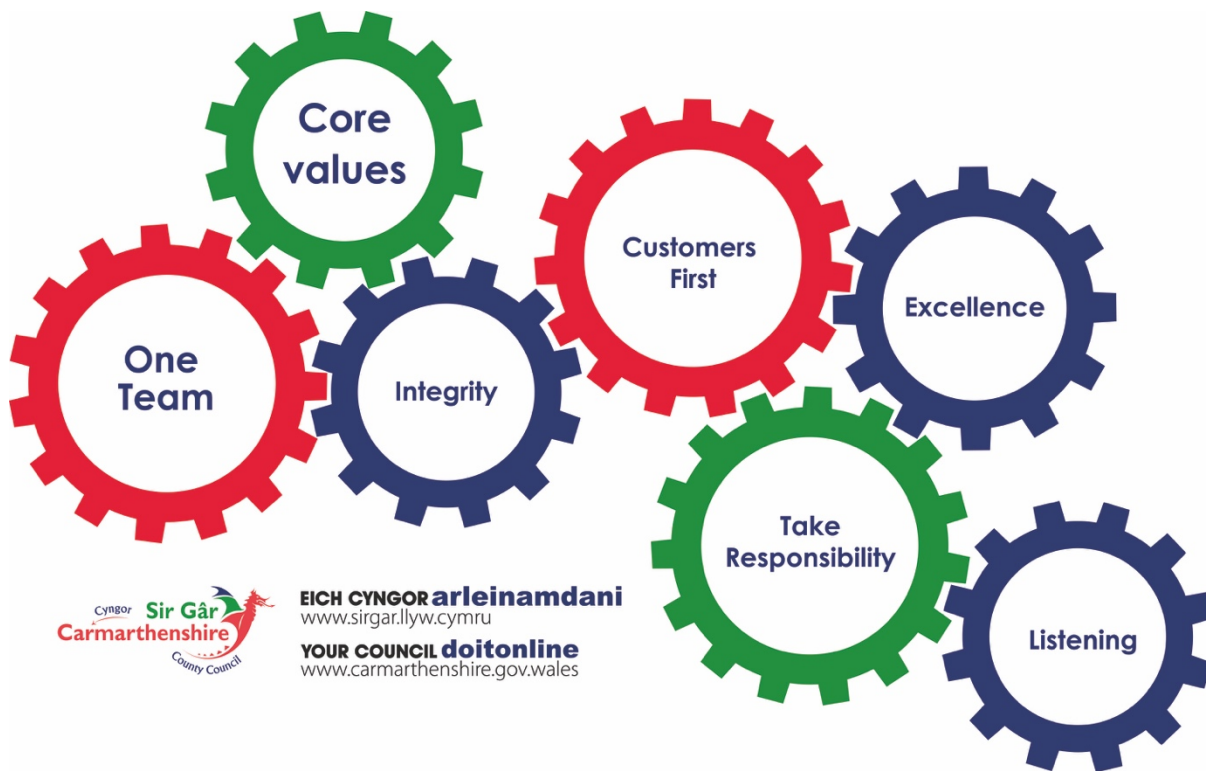 Core
values
One
Team
Integrity
Customers
First
Excellence
Take
Responsibility
Listening
Cyngor Sir Gâr
Carmarthenshire
County Council
EICH CYNGOR arleinamdani
www.sirgar.llyw.cymru
YOUR COUNCIL doitonline
www.carmarthenshire.gov.wales